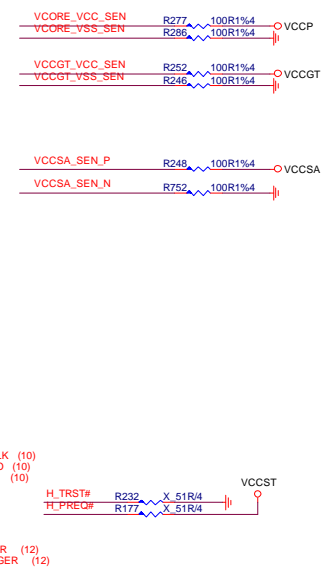 VCORE_VCC_SEN R277 100R1%4 VCCP
VCORE_VSS_SEN R286 100R1%4
VCCGT_VCC_SEN R252 100R1%4 VCCGT
VCCGT_VSS_SEN R246 100R1%4
VCCSA_SEN_P R248 100R1%4 VCCSA
VCCSA_SEN_N R752 100R1%4
LK (10)
O (10)
(10)
VCCST
H_TRST# R232 X_51R/4
H_PREQ# R177 X_51R/4
R (12)
GER (12)